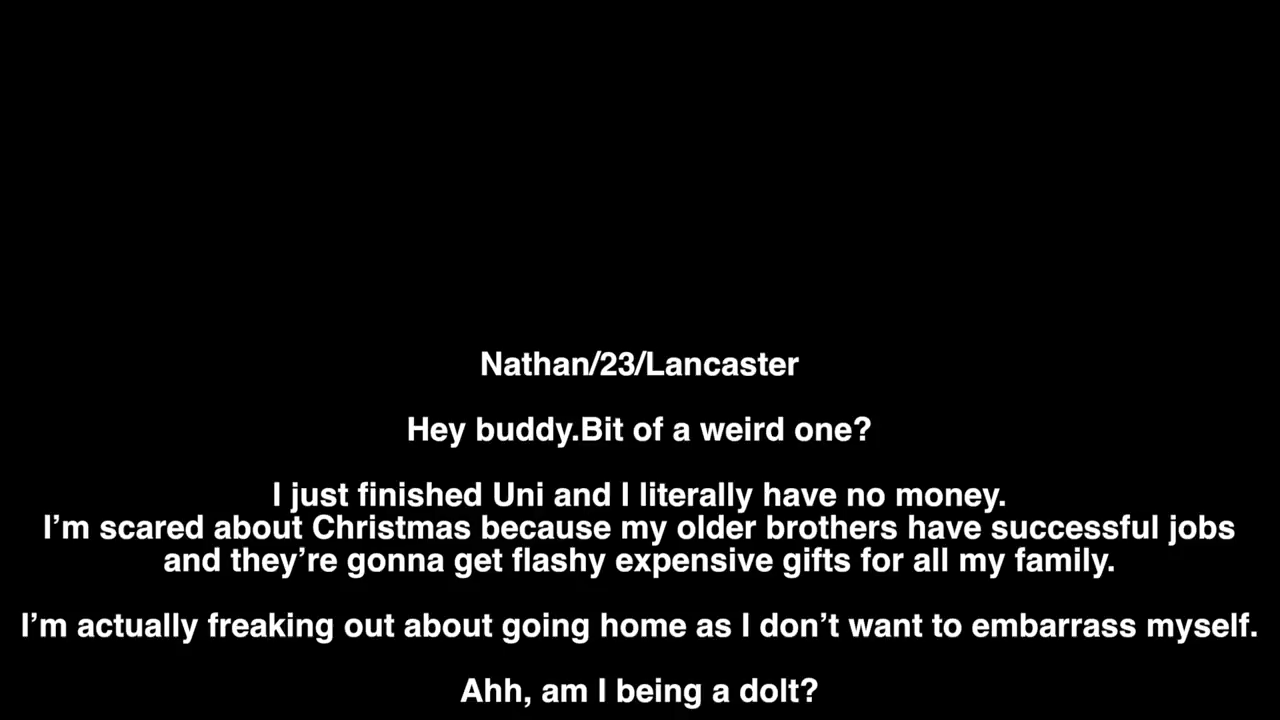 Nathan/23/Lancaster
Hey buddy.Bit of a weird one?
I just finished Uni and I literally have no money.
I’m scared about Christmas because my older brothers have successful jobs
and they’re gonna get flashy expensive gifts for all my family.
I’m actually freaking out about going home as I don’t want to embarrass myself.
Ahh, am I being a dolt?